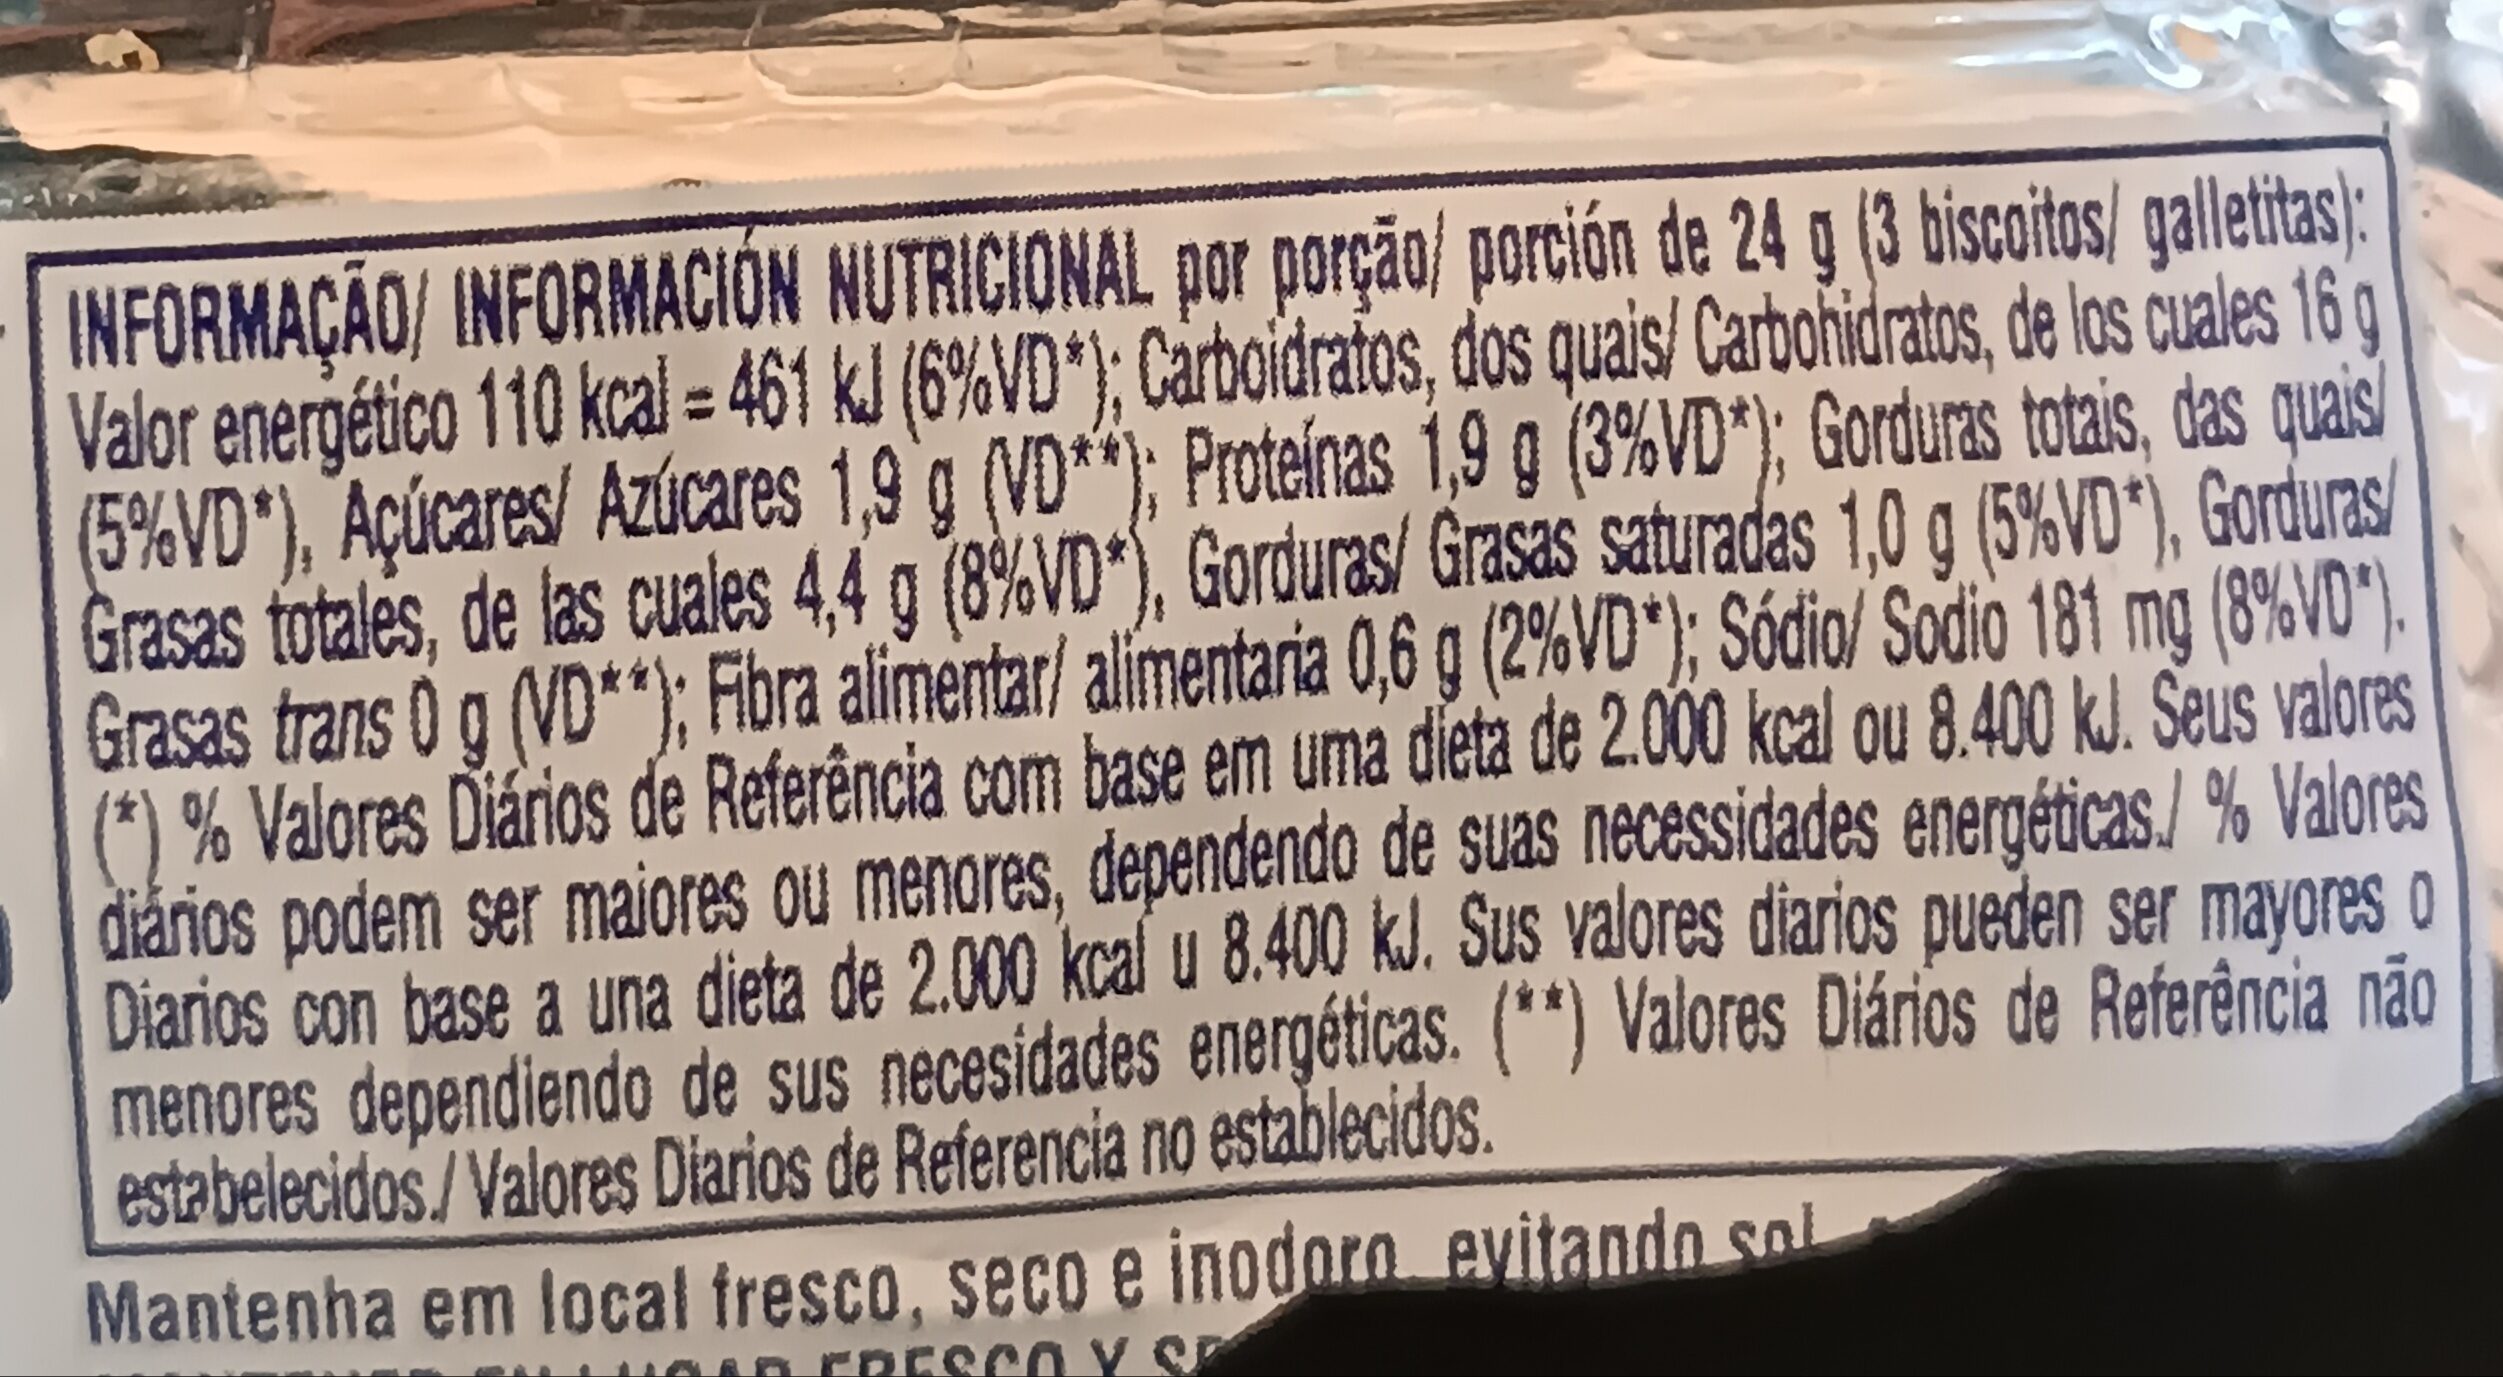 INFORMAÇÃO/ INFORMACIÓN NUTRICIONAL por porção/ porción de 24 g (3 biscoitos/ galletitas):
Valor energético 110 kcal = 461 kJ (6%VD*); Carboidratos, dos quais/ Carbohidratos, de los cuales 16 g
(5%VD*), Açúcares/ Azúcares 1,9 g (VD**); Proteínas 1,9 g (3%VD*); Gorduras totais, das quais/
Grasas totales, de las cuales 4,4 g (8%VD*), Gorduras/ Grasas saturadas 1,0 g (5%VD*), Gorduras/
Grasas trans 0 g (VD**); Fibra alimentar/ alimentaria 0,6 g (2%VD*); Sódio/ Sodio 181 mg (8%VD*).
(*) % Valores Diários de Referência com base em uma dieta de 2.000 kcal ou 8.400 kJ. Seus valores
diários podem ser maiores ou menores, dependendo de suas necessidades energéticas./ % Valores
Diarios con base a una dieta de 2.000 kcal u 8.400 kJ. Sus valores diarios pueden ser mayores o
menores dependiendo de sus necesidades energéticas. (**) Valores Diários de Referência não
estabelecidos./ Valores Diarios de Referencia no establecidos.
Mantenha em local fresco, seco e inodoro, evitando sol
LUGAR FRESCO Y